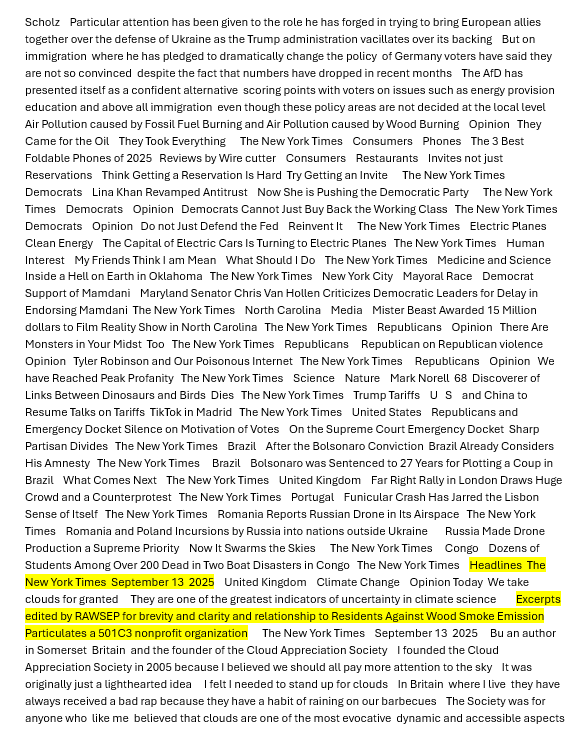 Scholz Particular attention has been given to the role he has forged in trying to bring European allies
together over the defense of Ukraine as the Trump administration vacillates over its backing But on
immigration where he has pledged to dramatically change the policy of Germany voters have said they
are not so convinced despite the fact that numbers have dropped in recent months The AfD has
presented itself as a confident alternative scoring points with voters on issues such as energy provision
education and above all immigration even though these policy areas are not decided at the local level
Air Pollution caused by Fossil Fuel Burning and Air Pollution caused by Wood Burning Opinion They
Came for the Oil They Took Everything The New York Times Consumers Phones The 3 Best
Foldable Phones of 2025 Reviews by Wire cutter Consumers Restaurants Invites not just
Reservations Think Getting a Reservation Is Hard Try Getting an Invite The New York Times
Democrats Lina Khan Revamped Antitrust Now She is Pushing the Democratic Party The New York
Times Democrats Opinion Democrats Cannot Just Buy Back the Working Class The New York Times
Democrats Opinion Do not Just Defend the Fed Reinvent It The New York Times Electric Planes
Clean Energy The Capital of Electric Cars Is Turning to Electric Planes The New York Times Human
Interest My Friends Think I am Mean What Should I Do The New York Times Medicine and Science
Inside a Hell on Earth in Oklahoma The New York Times New York City Mayoral Race Democrat
Support of Mamdani Maryland Senator Chris Van Hollen Criticizes Democratic Leaders for Delay in
Endorsing Mamdani The New York Times North Carolina Media Mister Beast Awarded 15 Million
dollars to Film Reality Show in North Carolina The New York Times Republicans Opinion There Are
Monsters in Your Midst Too The New York Times Republicans Republican on Republican violence
Opinion Tyler Robinson and Our Poisonous Internet The New York Times Republicans Opinion We
have Reached Peak Profanity The New York Times Science Nature Mark Norell 68 Discoverer of
Links Between Dinosaurs and Birds Dies The New York Times Trump Tariffs U S and China to
Resume Talks on Tariffs TikTok in Madrid The New York Times United States Republicans and
Emergency Docket Silence on Motivation of Votes On the Supreme Court Emergency Docket Sharp
Partisan Divides The New York Times Brazil After the Bolsonaro Conviction Brazil Already Considers
His Amnesty The New York Times Brazil Bolsonaro was Sentenced to 27 Years for Plotting a Coup in
Brazil What Comes Next The New York Times United Kingdom Far Right Rally in London Draws Huge
Crowd and a Counterprotest The New York Times Portugal Funicular Crash Has Jarred the Lisbon
Sense of Itself The New York Times Romania Reports Russian Drone in Its Airspace The New York
Times Romania and Poland Incursions by Russia into nations outside Ukraine Russia Made Drone
Production a Supreme Priority Now It Swarms the Skies The New York Times Congo Dozens of
Students Among Over 200 Dead in Two Boat Disasters in Congo The New York Times Headlines The
New York Times September 13 2025 United Kingdom Climate Change Opinion Today We take
clouds for granted They are one of the greatest indicators of uncertainty in climate science Excerpts
edited by RAWSEP for brevity and clarity and relationship to Residents Against Wood Smoke Emission
Particulates a 501C3 nonprofit organization The New York Times September 13 2025 Bu an author
in Somerset Britain and the founder of the Cloud Appreciation Society I founded the Cloud
Appreciation Society in 2005 because I believed we should all pay more attention to the sky It was
originally just a lighthearted idea I felt I needed to stand up for clouds In Britain where I live they have
always received a bad rap because they have a habit of raining on our barbecues The Society was for
anyone who like me believed that clouds are one of the most evocative dynamic and accessible aspects